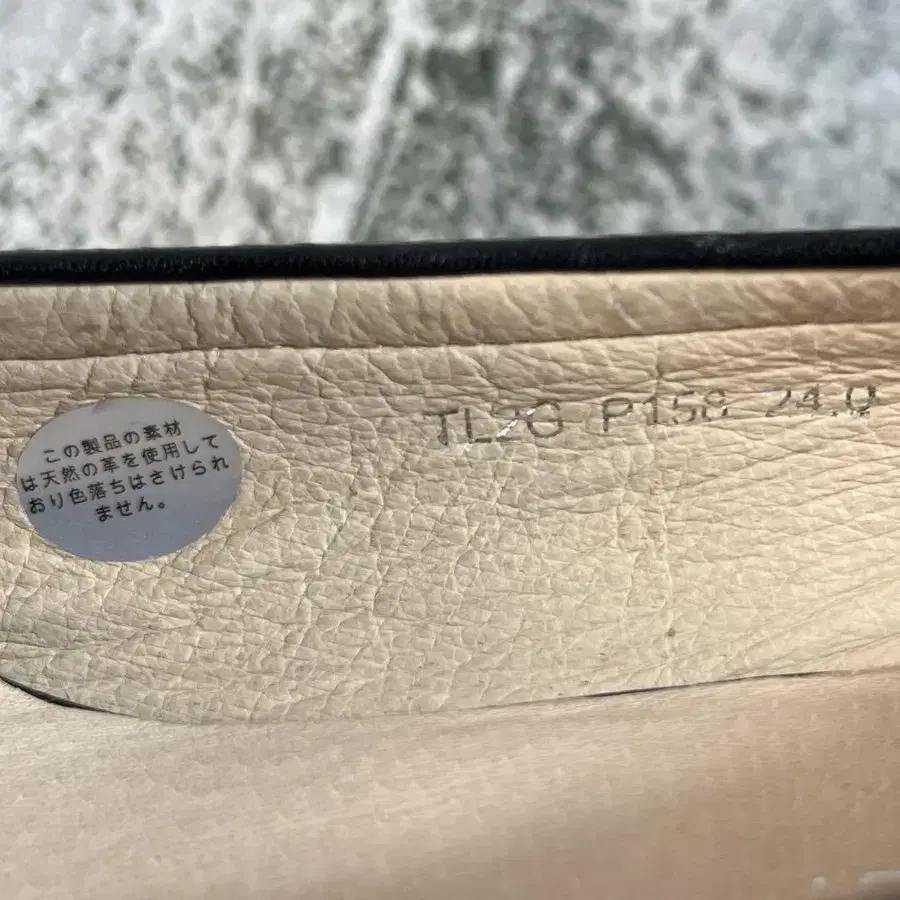 この製品の素材
は天然の革を使用して
おり色落ちはさけられ
ません。
TL2G P158 24.0